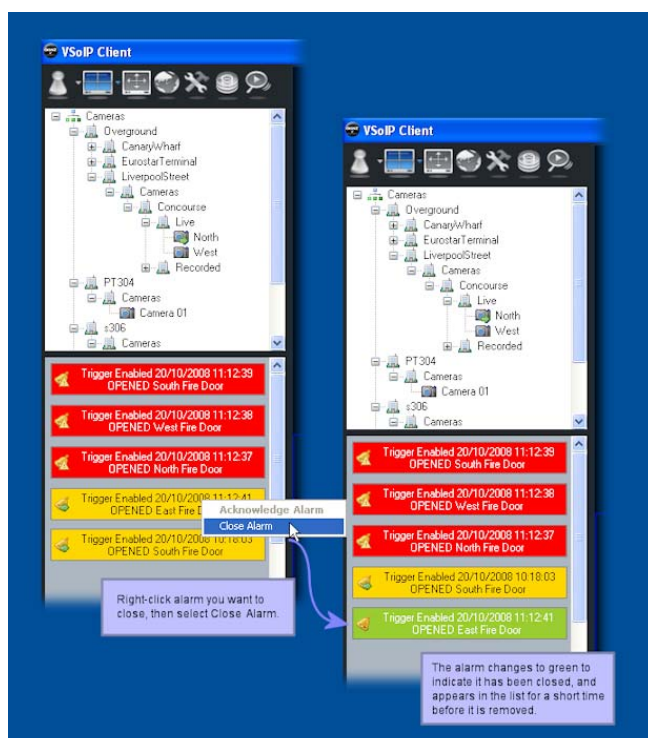 VSoIP Client
Cameras
Overground
CanaryWharf
EurostarTerminal
LiverpoolStreet
Cameras
Concourse
Live
North
West
Recorded
PT304
Cameras
Camera 01
s306
Cameras
Trigger Enabled 20/10/2008 11:12:39
OPENED South Fire Door
Trigger Enabled 20/10/2008 11:12:38
OPENED West Fire Door
Trigger Enabled 20/10/2008 11:12:37
OPENED North Fire Door
Trigger Enabled 20/10/2008 11:12:41
OPENED East Fire
Acknowledge Alarm
Close Alarm
Trigger Enabled 20/10/2008 10:18:03
OPENED South Fire Door
Right-click alarm you want to
close, then select Close Alarm.
VSoIP Client
Cameras
Overground
CanaryWharf
EurostarTerminal
LiverpoolStreet
Cameras
Concourse
Live
North
West
Recorded
PT304
Cameras
Camera 01
s306
Cameras
Trigger Enabled 20/10/2008 11:12:39
OPENED South Fire Door
Trigger Enabled 20/10/2008 11:12:38
OPENED West Fire Door
Trigger Enabled 20/10/2008 11:12:37
OPENED North Fire Door
Trigger Enabled 20/10/2008 10:18:03
OPENED South Fire Door
Trigger Enabled 20/10/2008 11:12:41
OPENED East Fire Door
The alarm changes to green to
indicate it has been closed, and
appears in the list for a short time
before it is removed.